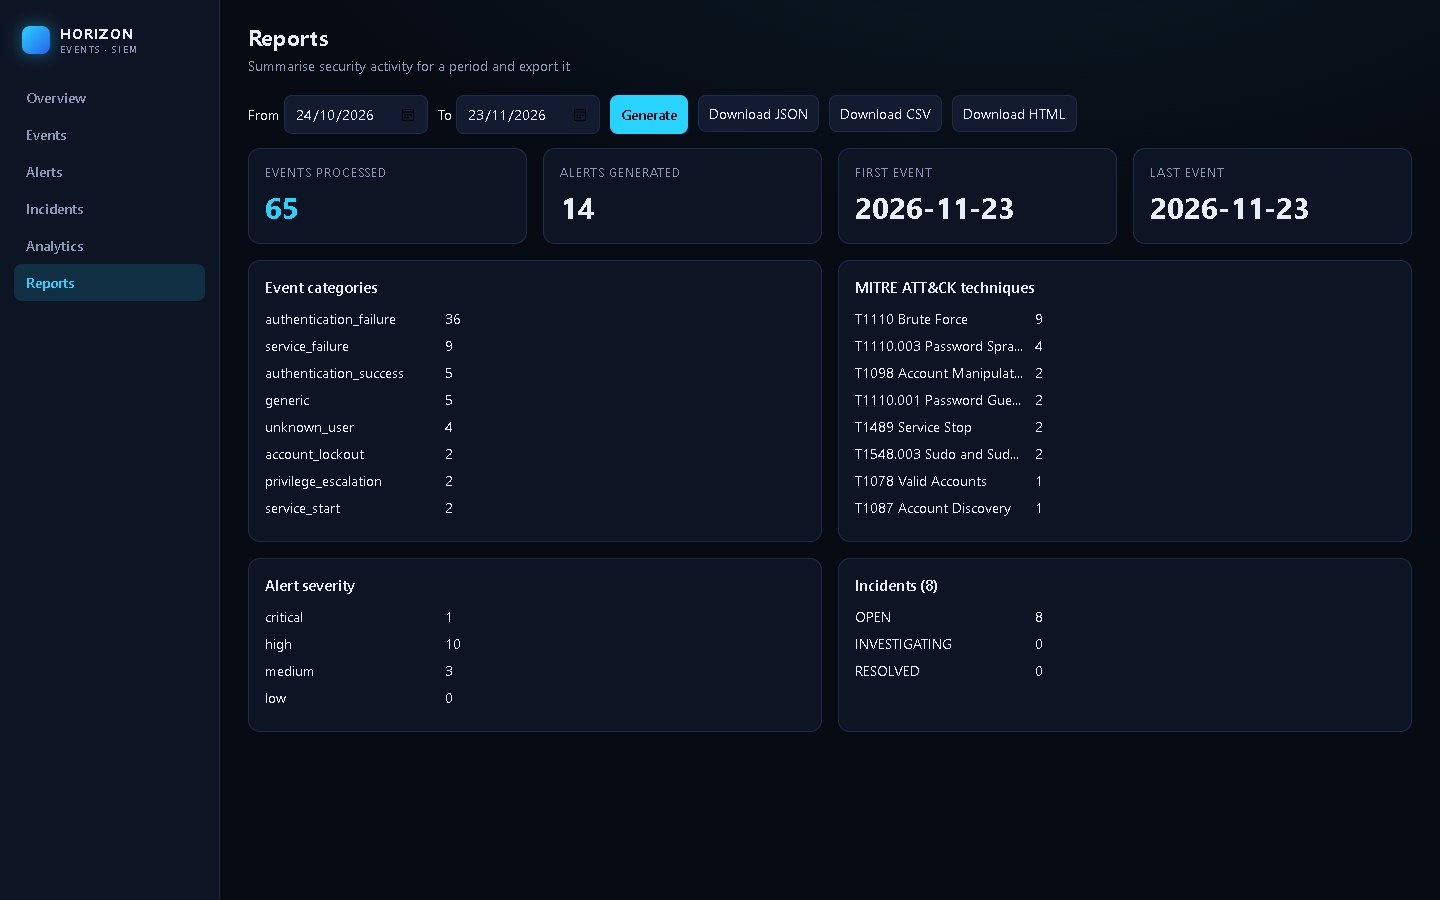 HORIZON
EVENTS · SIEM
Overview
Events
Alerts
Incidents
Analytics
Reports
Reports
Summarise security activity for a period and export it
From 24/10/2026 To 23/11/2026 Generate Download JSON Download CSV Download HTML
EVENTS PROCESSED
65
ALERTS GENERATED
14
FIRST EVENT
2026-11-23
LAST EVENT
2026-11-23
Event categories
authentication_failure 36
service_failure 9
authentication_success 5
generic 5
unknown_user 4
account_lockout 2
privilege_escalation 2
service_start 2
MITRE ATT&CK techniques
T1110 Brute Force 9
T1110.003 Password Spra... 4
T1098 Account Manipulat... 2
T1110.001 Password Gue... 2
T1489 Service Stop 2
T1548.003 Sudo and Sud... 2
T1078 Valid Accounts 1
T1087 Account Discovery 1
Alert severity
critical 1
high 10
medium 3
low 0
Incidents (8)
OPEN 8
INVESTIGATING 0
RESOLVED 0